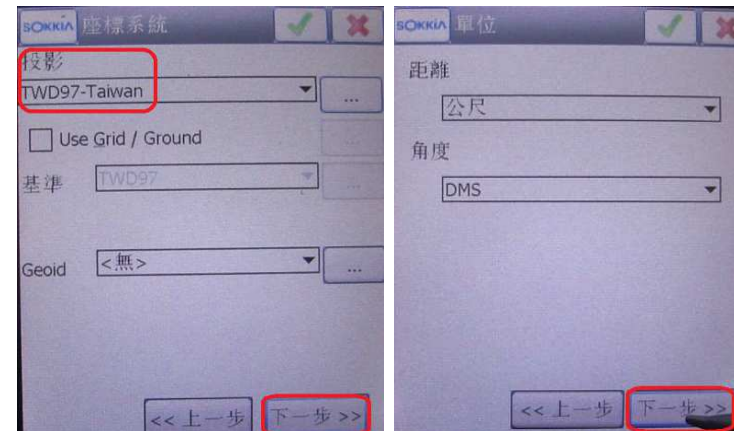 SOKKIA 座標系統
投影
TWD97-Taiwan
...
Use Grid / Ground
...
基準
TWD97
...
Geoid
<無>
...
<< 上一步
下一步 >>
SOKKIA 單位
距離
公尺
角度
DMS
<< 上一步
下一步 >>